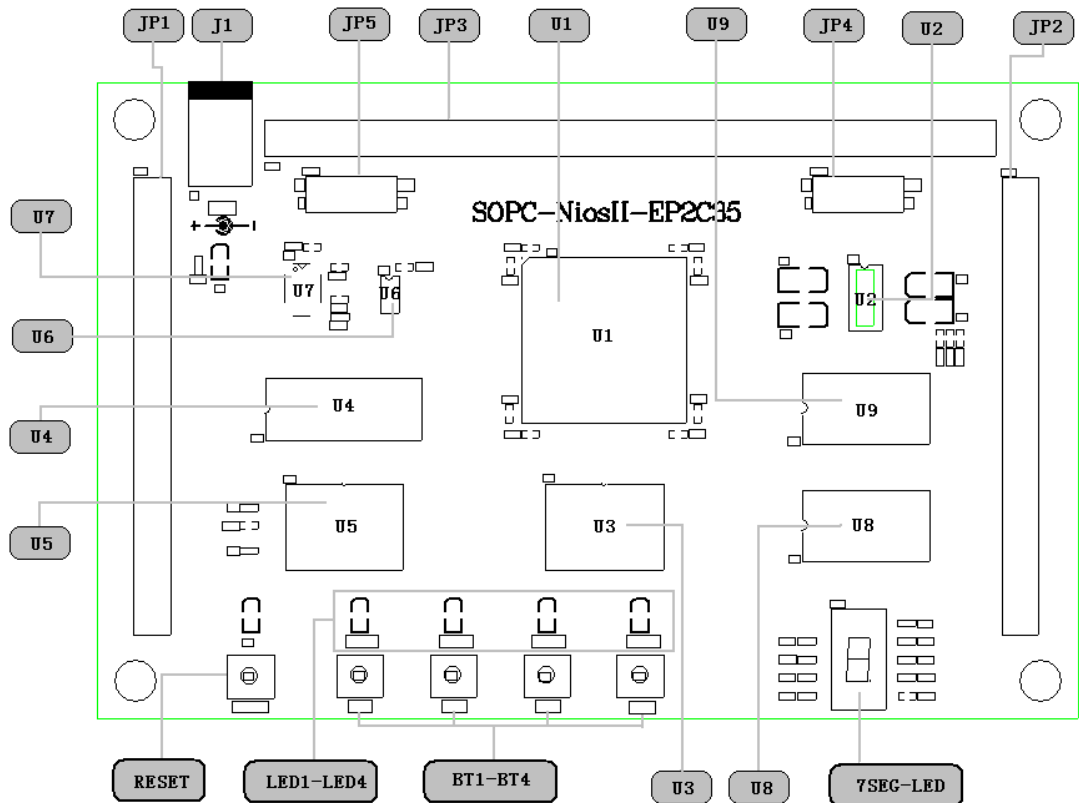 JP1 J1 JP5 JP3 U1 U9 JP4 U2 JP2
SOPC-NiosII-EP2C35
U7
U7 U6 U2
U6
U1
U4 U9
U4
U5 U3 U8
U5
RESET LED1-LED4 BT1-BT4 U3 U8 7SEG-LED